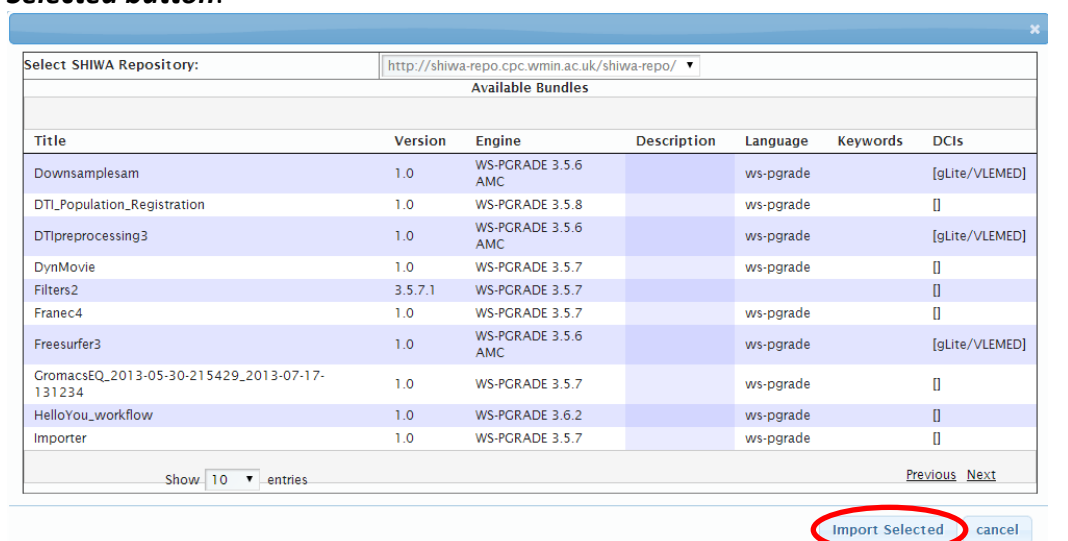 Selected button.
Select SHIWA Repository: http://shiwa-repo.cpc.wmin.ac.uk/shiwa-repo/
Available Bundles
Title Version Engine Description Language Keywords DCIs
Downsamplesam 1.0 WS-PGRADE 3.5.6 AMC ws-pgrade [gLite/VLEMED]
DTI_Population_Registration 1.0 WS-PGRADE 3.5.8 ws-pgrade []
DTIpreprocessing3 1.0 WS-PGRADE 3.5.6 AMC ws-pgrade [gLite/VLEMED]
DynMovie 1.0 WS-PGRADE 3.5.7 ws-pgrade []
Filters2 3.5.7.1 WS-PGRADE 3.5.7 []
Franec4 1.0 WS-PGRADE 3.5.7 ws-pgrade []
Freesurfer3 1.0 WS-PGRADE 3.5.6 AMC ws-pgrade [gLite/VLEMED]
GromacsEQ_2013-05-30-215429_2013-07-17-131234 1.0 WS-PGRADE 3.5.7 ws-pgrade []
HelloYou_workflow 1.0 WS-PGRADE 3.6.2 ws-pgrade []
Importer 1.0 WS-PGRADE 3.5.7 ws-pgrade []
Show 10 entries Previous Next
Import Selected cancel